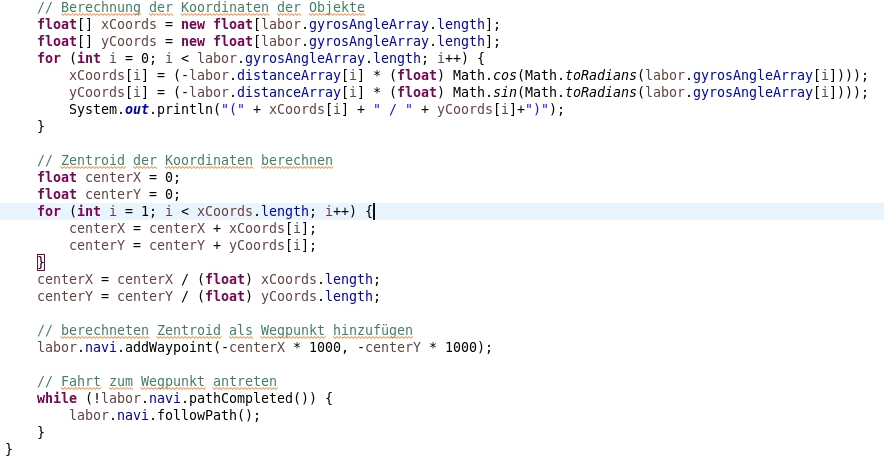 // Berechnung der Koordinaten der Objekte
float[] xCoords = new float[labor.gyrosAngleArray.length];
float[] yCoords = new float[labor.gyrosAngleArray.length];
for (int i = 0; i < labor.gyrosAngleArray.length; i++) {
xCoords[i] = (-labor.distanceArray[i] * (float) Math.cos(Math.toRadians(labor.gyrosAngleArray[i])));
yCoords[i] = (-labor.distanceArray[i] * (float) Math.sin(Math.toRadians(labor.gyrosAngleArray[i])));
System.out.println("(" + xCoords[i] + " / " + yCoords[i]+")");
}
// Zentroid der Koordinaten berechnen
float centerX = 0;
float centerY = 0;
for (int i = 1; i < xCoords.length; i++) {
centerX = centerX + xCoords[i];
centerY = centerY + yCoords[i];
}
centerX = centerX / (float) xCoords.length;
centerY = centerY / (float) yCoords.length;
// berechneten Zentroid als Wegpunkt hinzufügen
labor.navi.addWaypoint(-centerX * 1000, -centerY * 1000);
// Fahrt zum Wegpunkt antreten
while (!labor.navi.pathCompleted()) {
labor.navi.followPath();
}
}